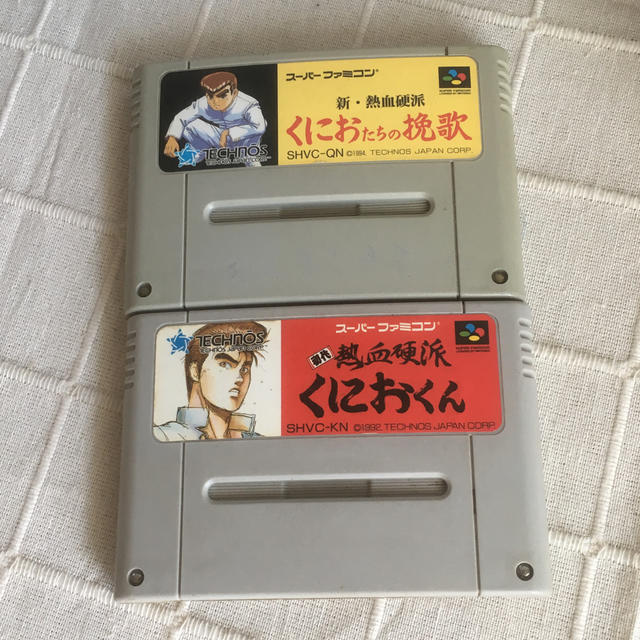 スーパーファミコン
新・熱血硬派
くにおたちの挽歌
TECHNOS
SHVC-QN ©1994, TECHNOS JAPAN CORP.
スーパーファミコン
TECHNOS
初代 熱血硬派
くにおくん
SHVC-KN ©1992, TECHNOS JAPAN CORP.